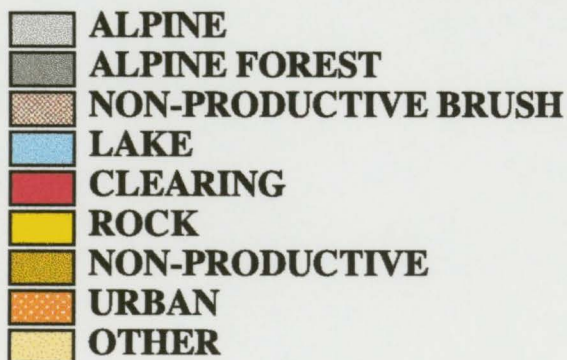 ALPINE
ALPINE FOREST
NON-PRODUCTIVE BRUSH
LAKE
CLEARING
ROCK
NON-PRODUCTIVE
URBAN
OTHER